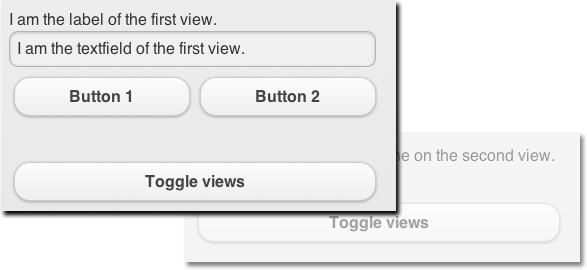 I am the label of the first view.
I am the textfield of the first view.
Button 1 Button 2
Toggle views
on the second view.
Toggle views